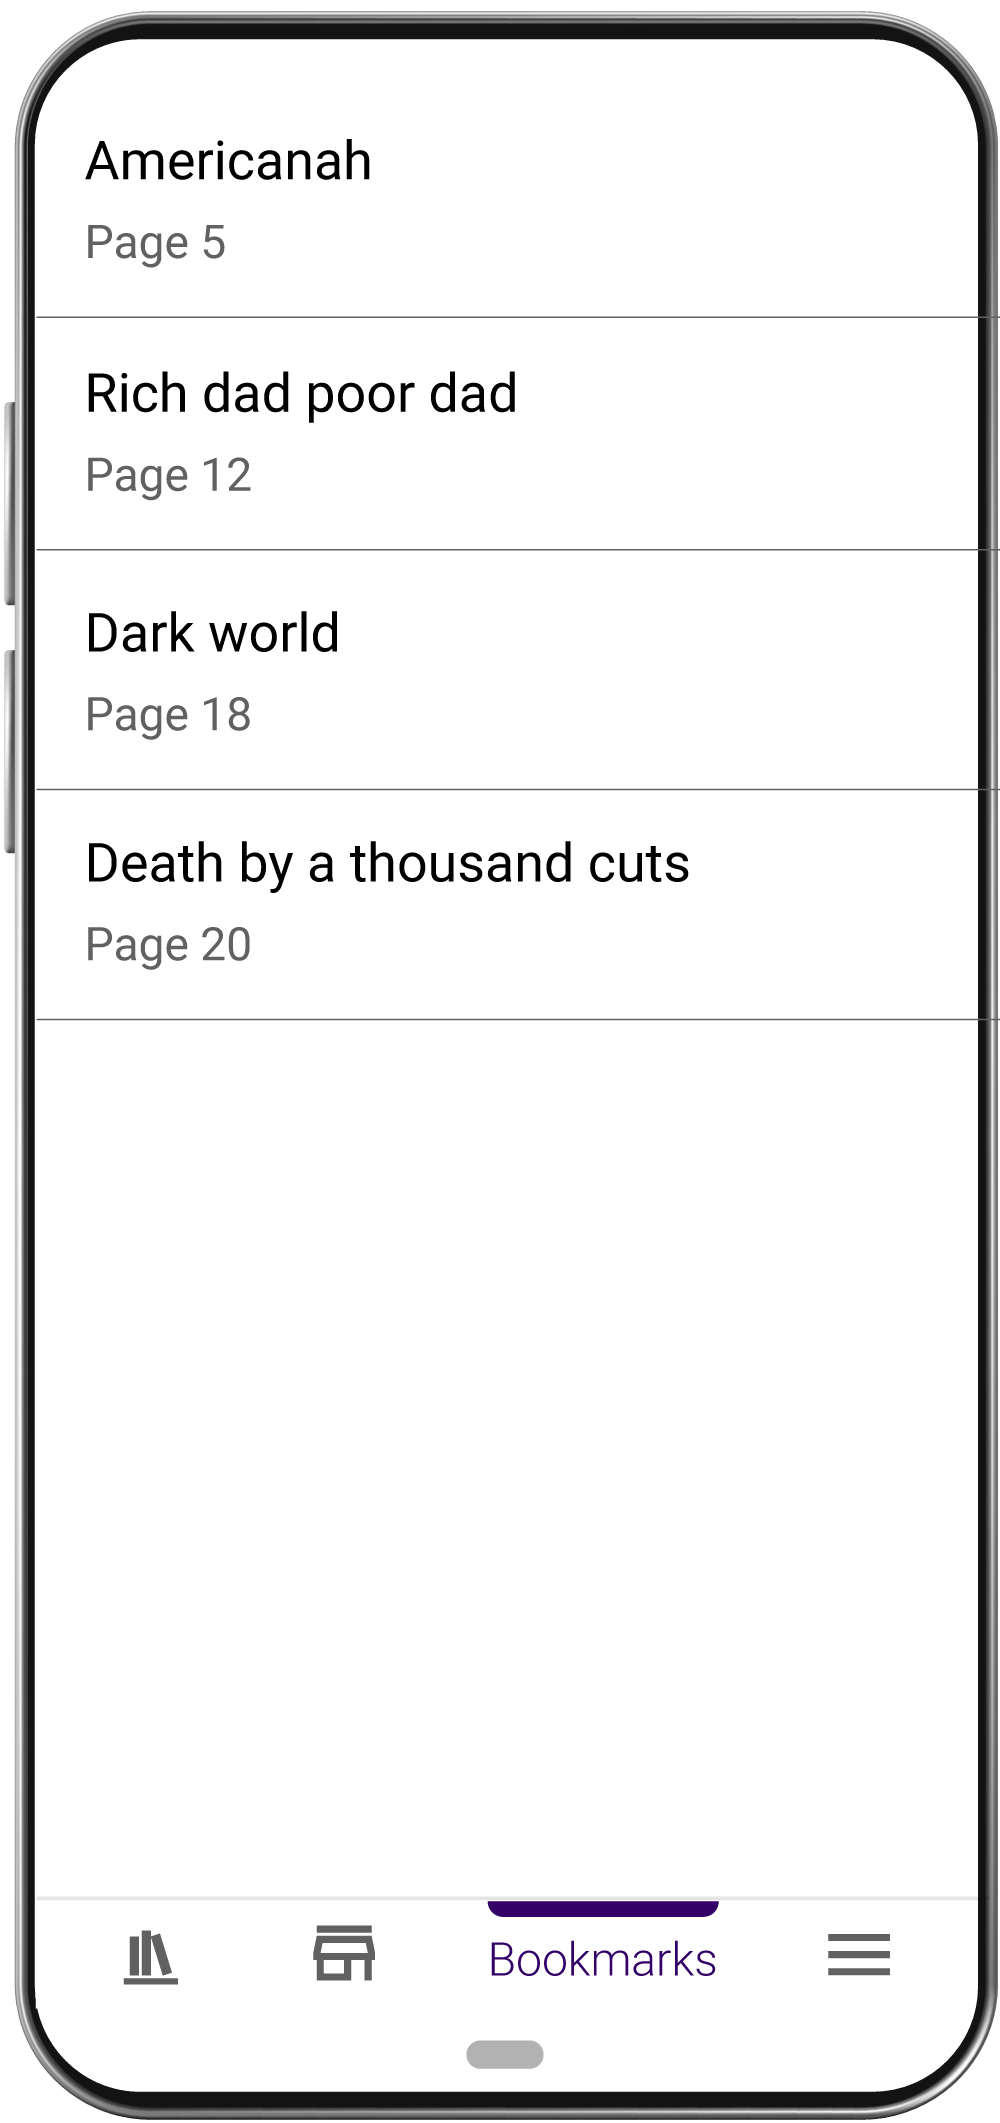 Americanah
Page 5
Rich dad poor dad
Page 12
Dark world
Page 18
Death by a thousand cuts
Page 20
Bookmarks